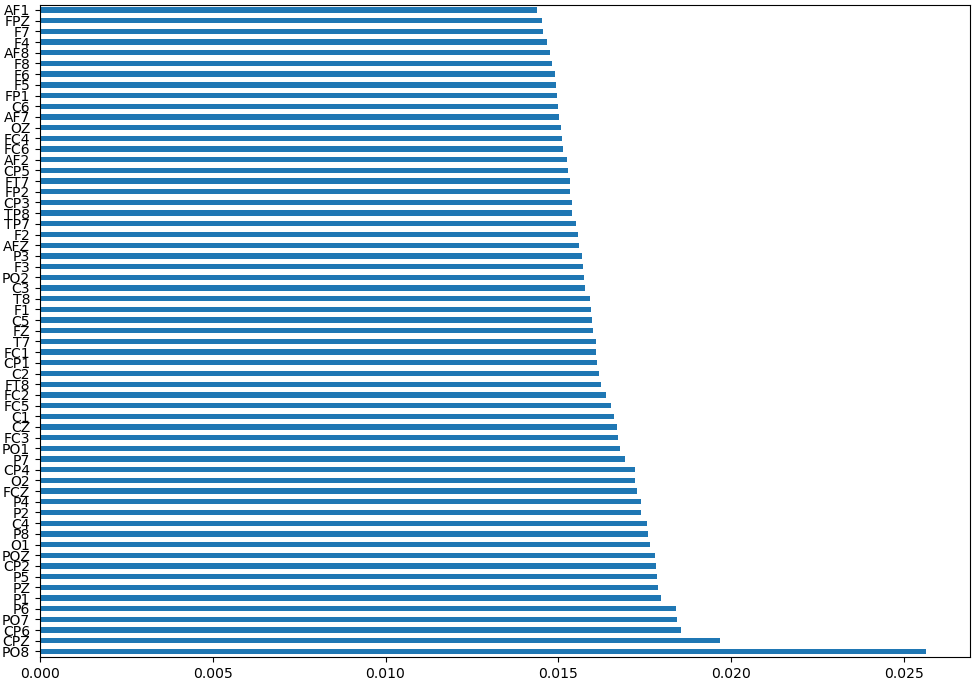 AF1
FPZ
F7
F4
AF8
F8
F6
F5
FP1
C6
AF7
OZ
FC4
FC6
AF2
CP5
FT7
FP2
CP3
TP8
TP7
F2
AFZ
P3
F3
PO2
C3
T8
F1
C5
FZ
T7
FC1
CP1
C2
FT8
FC2
FC5
C1
CZ
FC3
PO1
P7
CP4
O2
FCZ
P4
P2
C4
P8
O1
POZ
CP2
P5
PZ
P1
P6
PO7
CP6
CPZ
PO8
0.000 0.005 0.010 0.015 0.020 0.025